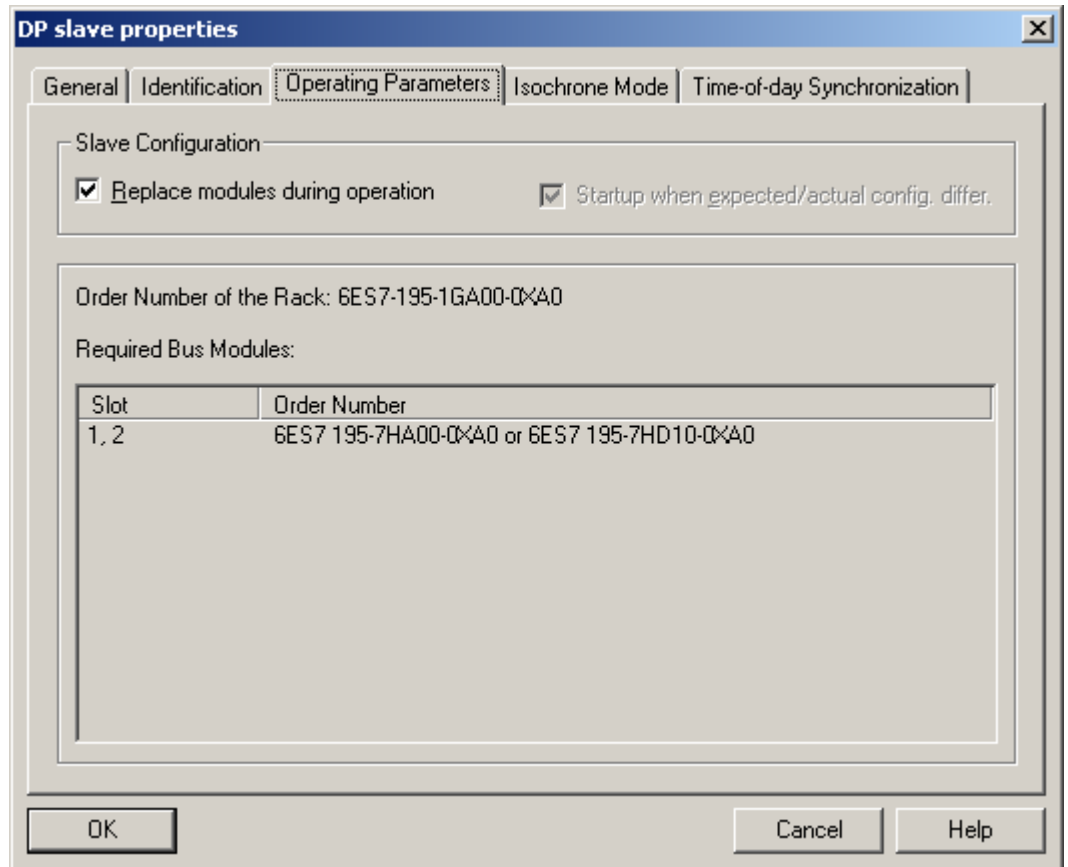 DP slave properties
General Identification Operating Parameters Isochrone Mode Time-of-day Synchronization
Slave Configuration
Replace modules during operation Startup when expected/actual config. differ.
Order Number of the Rack: 6ES7-195-1GA00-0XA0
Required Bus Modules:
Slot Order Number
1, 2 6ES7 195-7HA00-0XA0 or 6ES7 195-7HD10-0XA0
OK Cancel Help